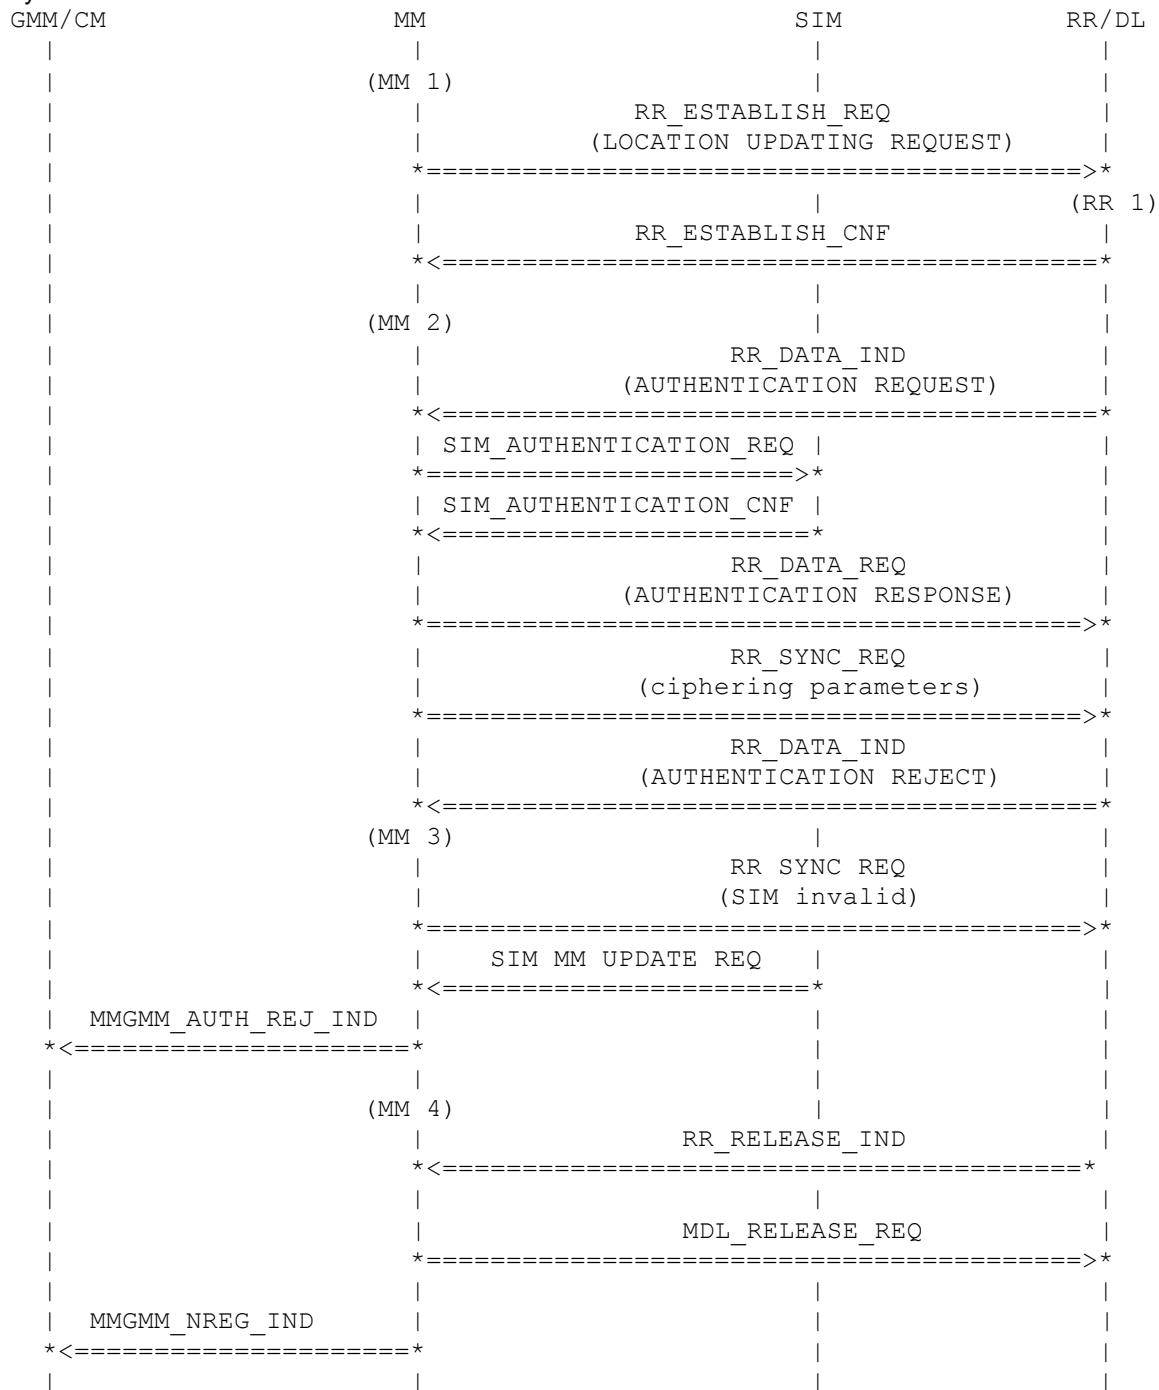 GMM/CM MM SIM RR/DL
(MM 1)
RR_ESTABLISH_REQ
(LOCATION UPDATING REQUEST)
*=========================================>*
(RR 1)
RR_ESTABLISH_CNF
*<=========================================*
(MM 2)
RR_DATA_IND
(AUTHENTICATION REQUEST)
*<=========================================*
SIM_AUTHENTICATION_REQ
*=======================>*
SIM_AUTHENTICATION_CNF
*<=======================*
RR_DATA_REQ
(AUTHENTICATION RESPONSE)
*=========================================>*
RR_SYNC_REQ
(ciphering parameters)
*=========================================>*
RR_DATA_IND
(AUTHENTICATION REJECT)
*<=========================================*
(MM 3)
RR SYNC REQ
(SIM invalid)
*=========================================>*
SIM MM UPDATE REQ
*<=======================*
MMGMM_AUTH_REJ_IND
*<=====================*
(MM 4)
RR_RELEASE_IND
*<========================================*
MDL_RELEASE_REQ
*=========================================>*
MMGMM_NREG_IND
*<=====================*